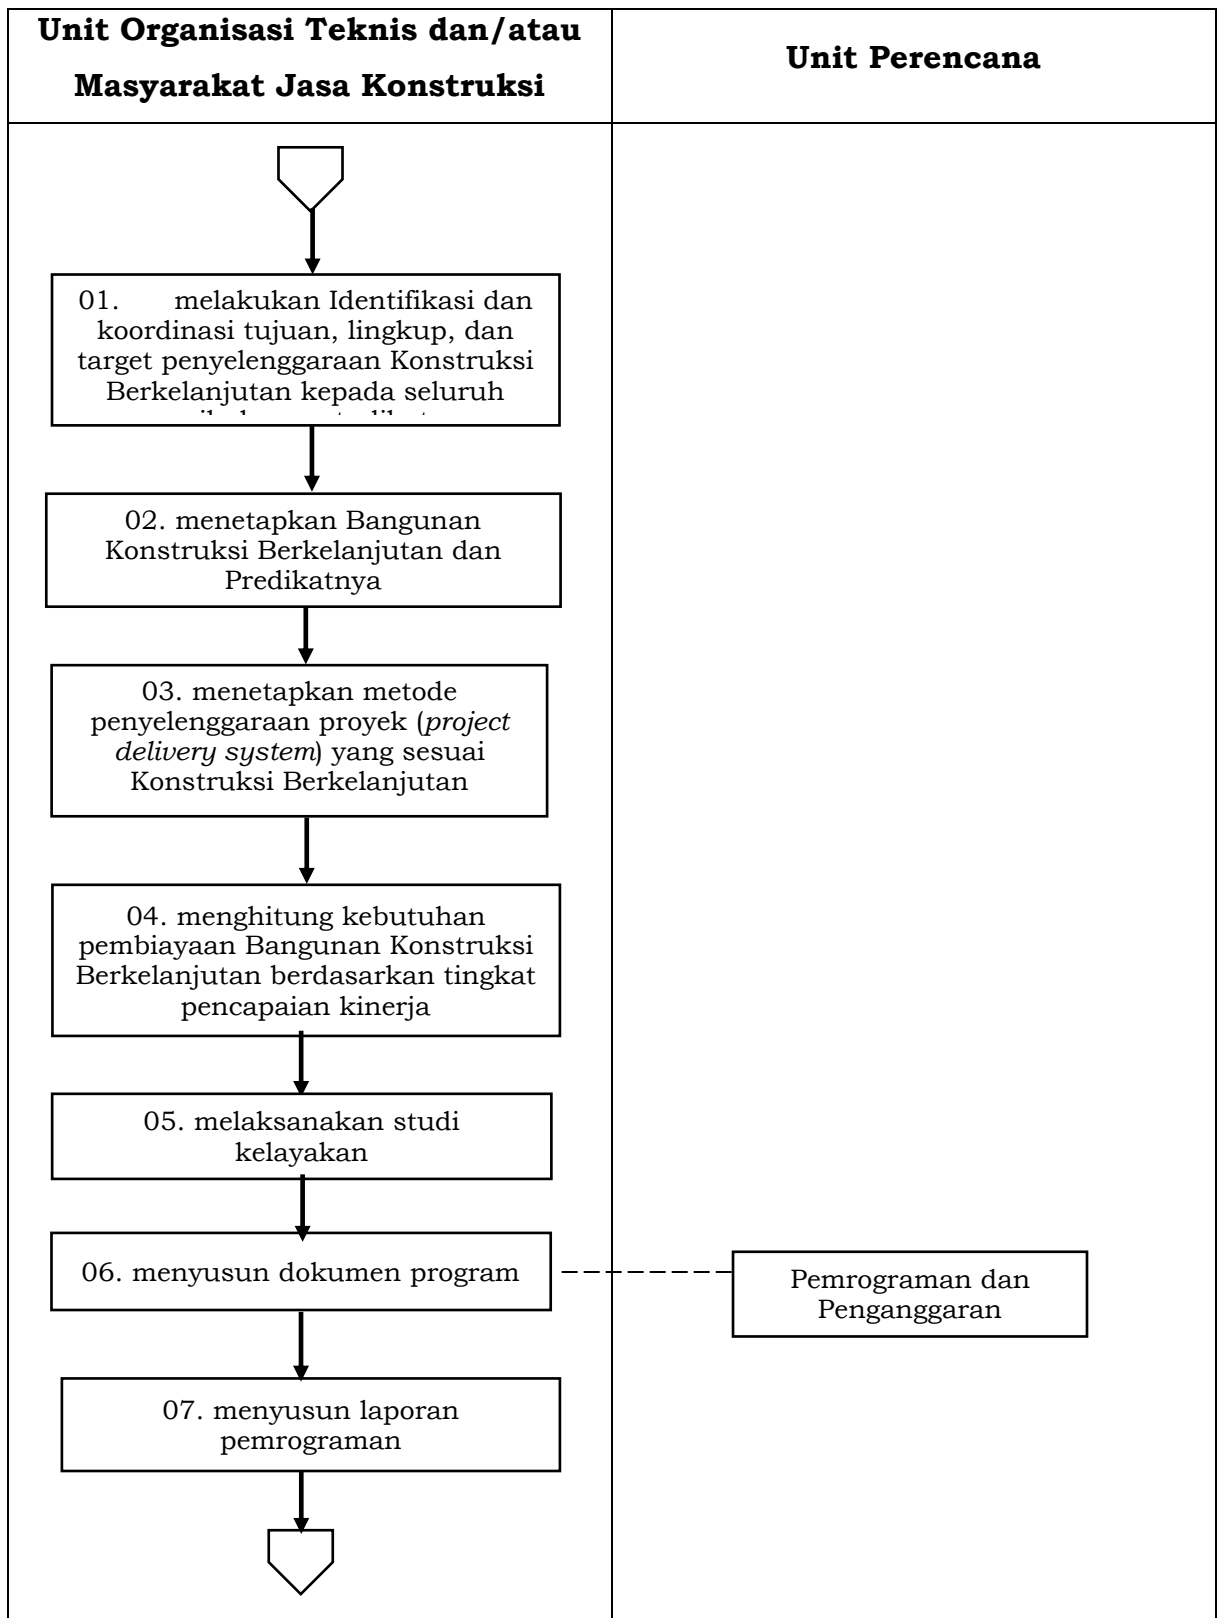 Unit Organisasi Teknis dan/atau
Masyarakat Jasa Konstruksi
Unit Perencana
01. melakukan Identifikasi dan
koordinasi tujuan, lingkup, dan
target penyelenggaraan Konstruksi
Berkelanjutan kepada seluruh
02. menetapkan Bangunan
Konstruksi Berkelanjutan dan
Predikatnya
03. menetapkan metode
penyelenggaraan proyek (project
delivery system) yang sesuai
Konstruksi Berkelanjutan
04. menghitung kebutuhan
pembiayaan Bangunan Konstruksi
Berkelanjutan berdasarkan tingkat
pencapaian kinerja
05. melaksanakan studi
kelayakan
06. menyusun dokumen program
Pemrograman dan
Penganggaran
07. menyusun laporan
pemrograman